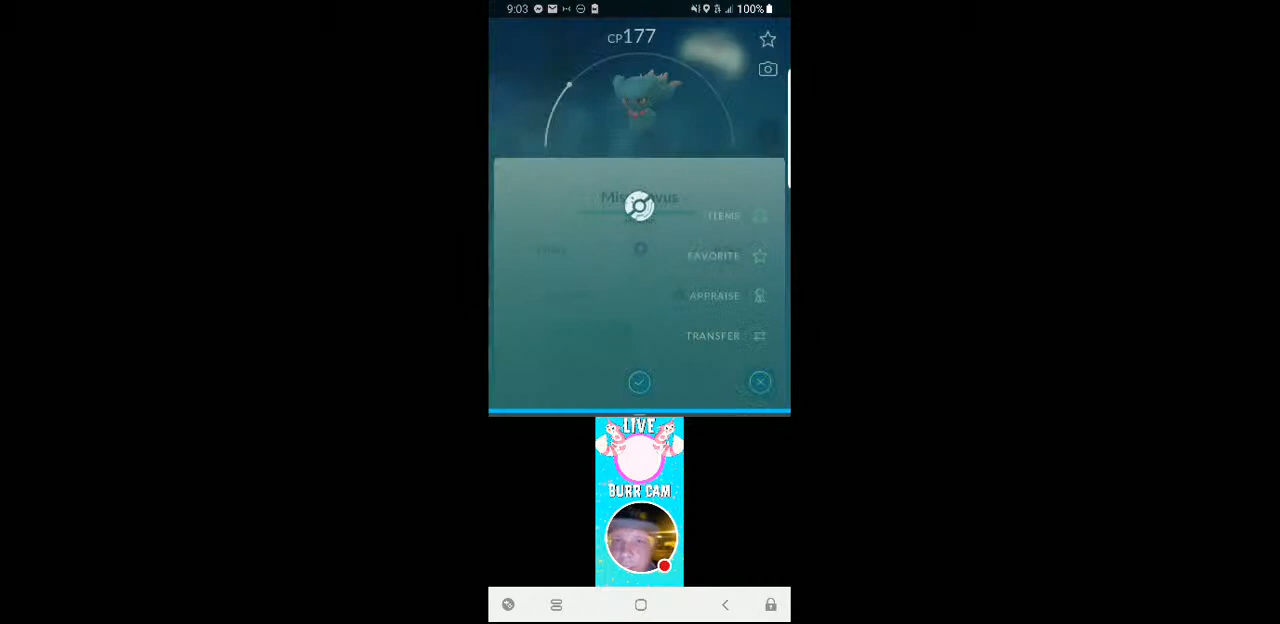 9:03
100%
CP177
ITEMS
FAVORITE
APPRAISE
TRANSFER
LIVE
BURR CAM